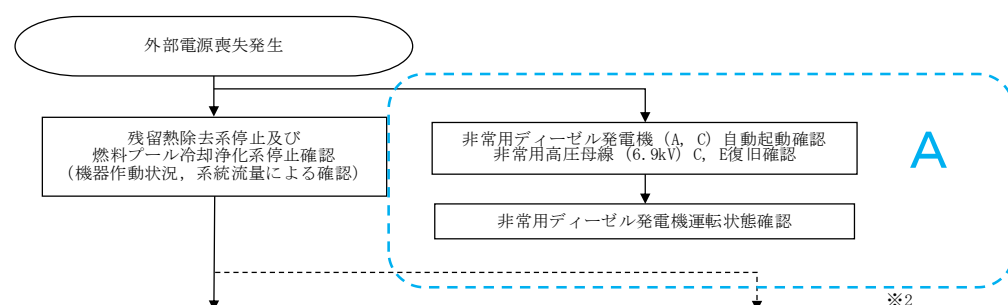 外部電源喪失発生
残留熱除去系停止及び
燃料プール冷却浄化系停止確認
(機器作動状況, 系統流量による確認)
非常用ディーゼル発電機 (A, C) 自動起動確認
非常用高圧母線 (6.9kV) C, E復旧確認
A
非常用ディーゼル発電機運転状態確認
※2